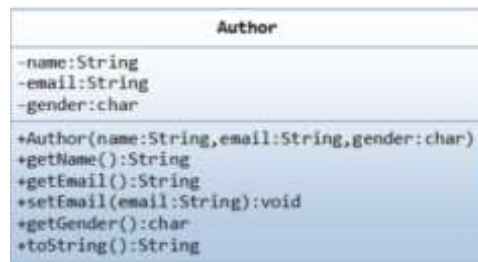 Author
-name:String
-email:String
-gender:char
+Author(name:String,email:String,gender:char)
+getName():String
+getEmail():String
+setEmail(email:String):void
+getGender():char
+toString():String